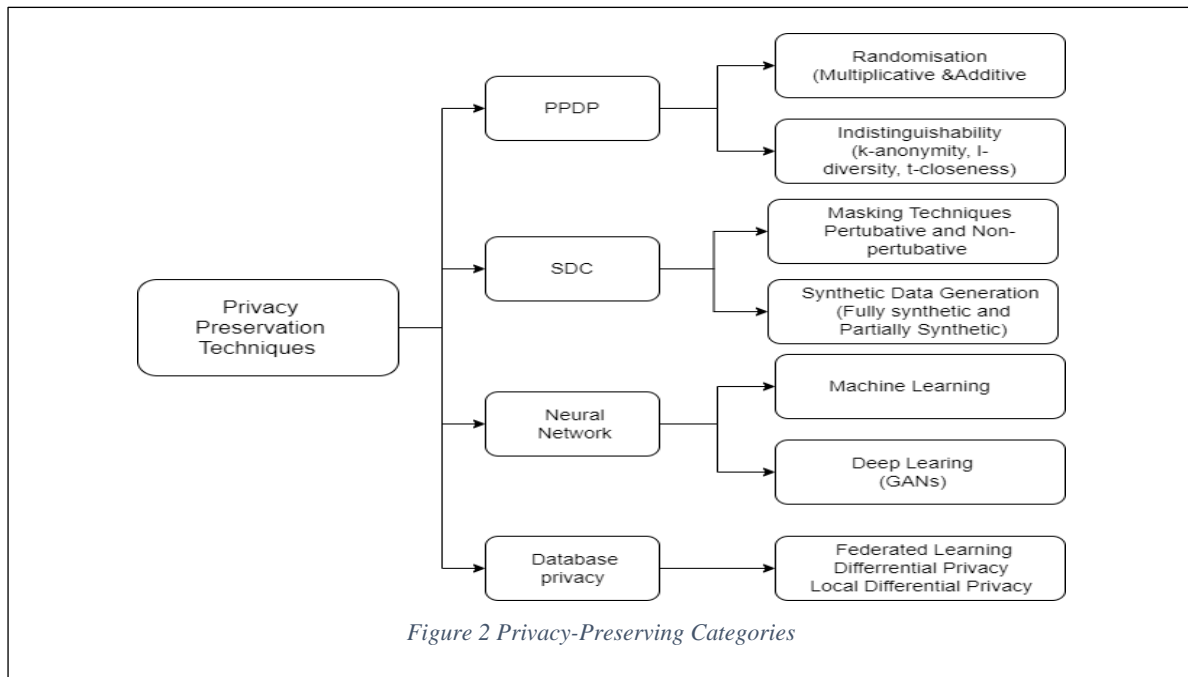 Randomisation
(Multiplicative &Additive
PPDP
Indistinguishability
(k-anonymity, l-
diversity, t-closeness)
Masking Techniques
Pertubative and Non-
pertubative
SDC
Synthetic Data Generation
(Fully synthetic and
Partially Synthetic)
Privacy
Preservation
Techniques
Machine Learning
Neural
Network
Deep Learing
(GANs)
Database
privacy
Federated Learning
Differrential Privacy
Local Differential Privacy
Figure 2 Privacy-Preserving Categories